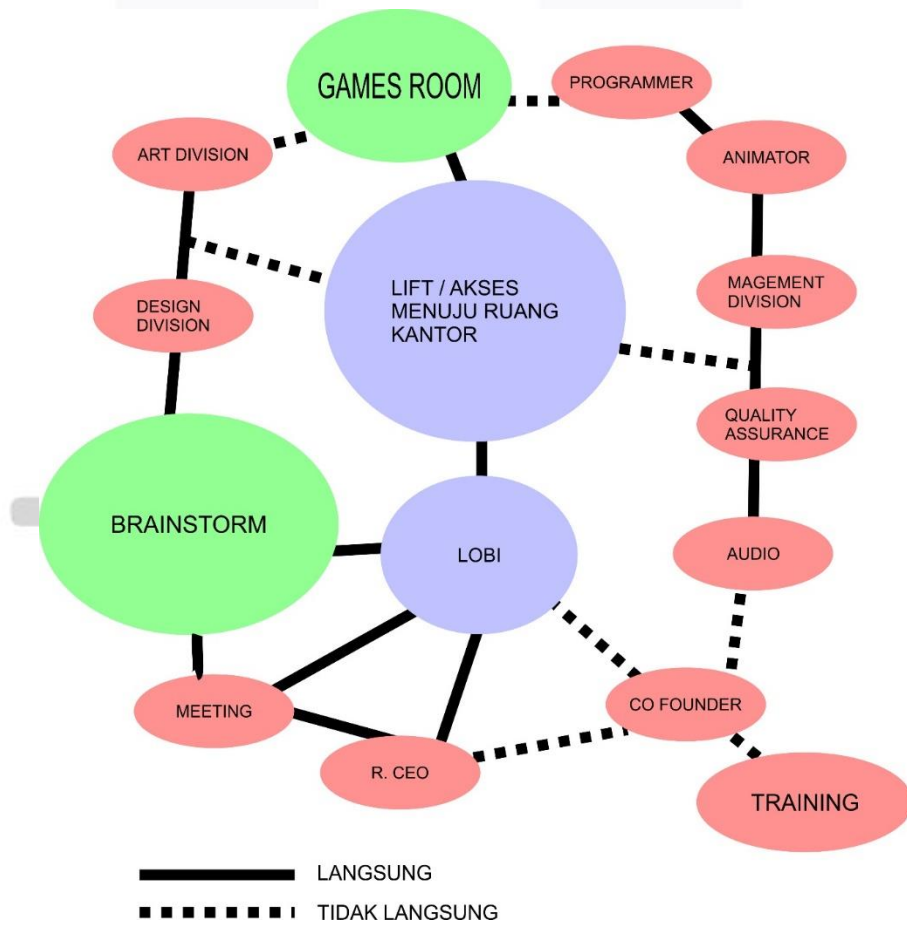 GAMES ROOM
PROGRAMMER
ART DIVISION
ANIMATOR
LIFT / AKSES
MENUJU RUANG
KANTOR
DESIGN
DIVISION
MAGEMENT
DIVISION
QUALITY
ASSURANCE
BRAINSTORM
LOBI
AUDIO
MEETING
CO FOUNDER
R. CEO
TRAINING
LANGSUNG
TIDAK LANGSUNG